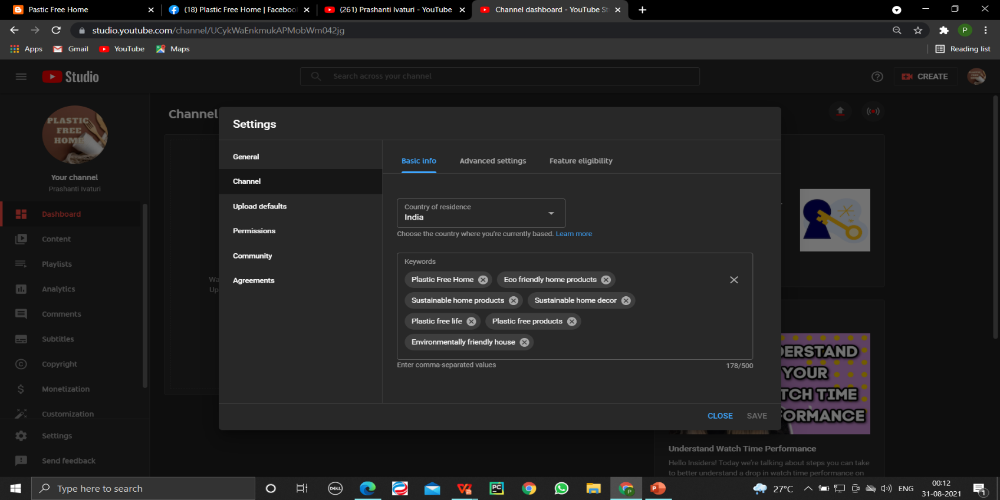 Pastic Free Home
(18) Plastic Free Home | Faceboo
(261) Prashanti Ivaturi - YouTube
Channel dashboard - YouTube St
studio.youtube.com/channel/UCykWaEnkmukAPMobWm042jg
P
Apps
Gmail
YouTube
Maps
Reading list
Studio
Search across your channel
CREATE
PLASTIC
FREE
HOME
Your channel
Prashanti Ivaturi
Dashboard
Content
Playlists
Analytics
Comments
Subtitles
Copyright
Monetization
Customization
Settings
Send feedback
Channel
Wa
Up
Settings
General
Channel
Upload defaults
Permissions
Community
Agreements
Basic info
Advanced settings
Feature eligibility
Country of residence
India
Choose the country where you're currently based. Learn more
Keywords
Plastic Free Home
Eco friendly home products
Sustainable home products
Sustainable home decor
Plastic free life
Plastic free products
Environmentally friendly house
Enter comma-separated values
178/500
CLOSE
SAVE
DERSTAND
YOUR
TCH TIME
FORMANCE
Understand Watch Time Performance
Hello Insiders! Today we're talking about steps you can take
to better understand a drop in watch time performance on
Type here to search
DELL
PC
P
P
27°C
ENG
00:12
31-08-2021
1